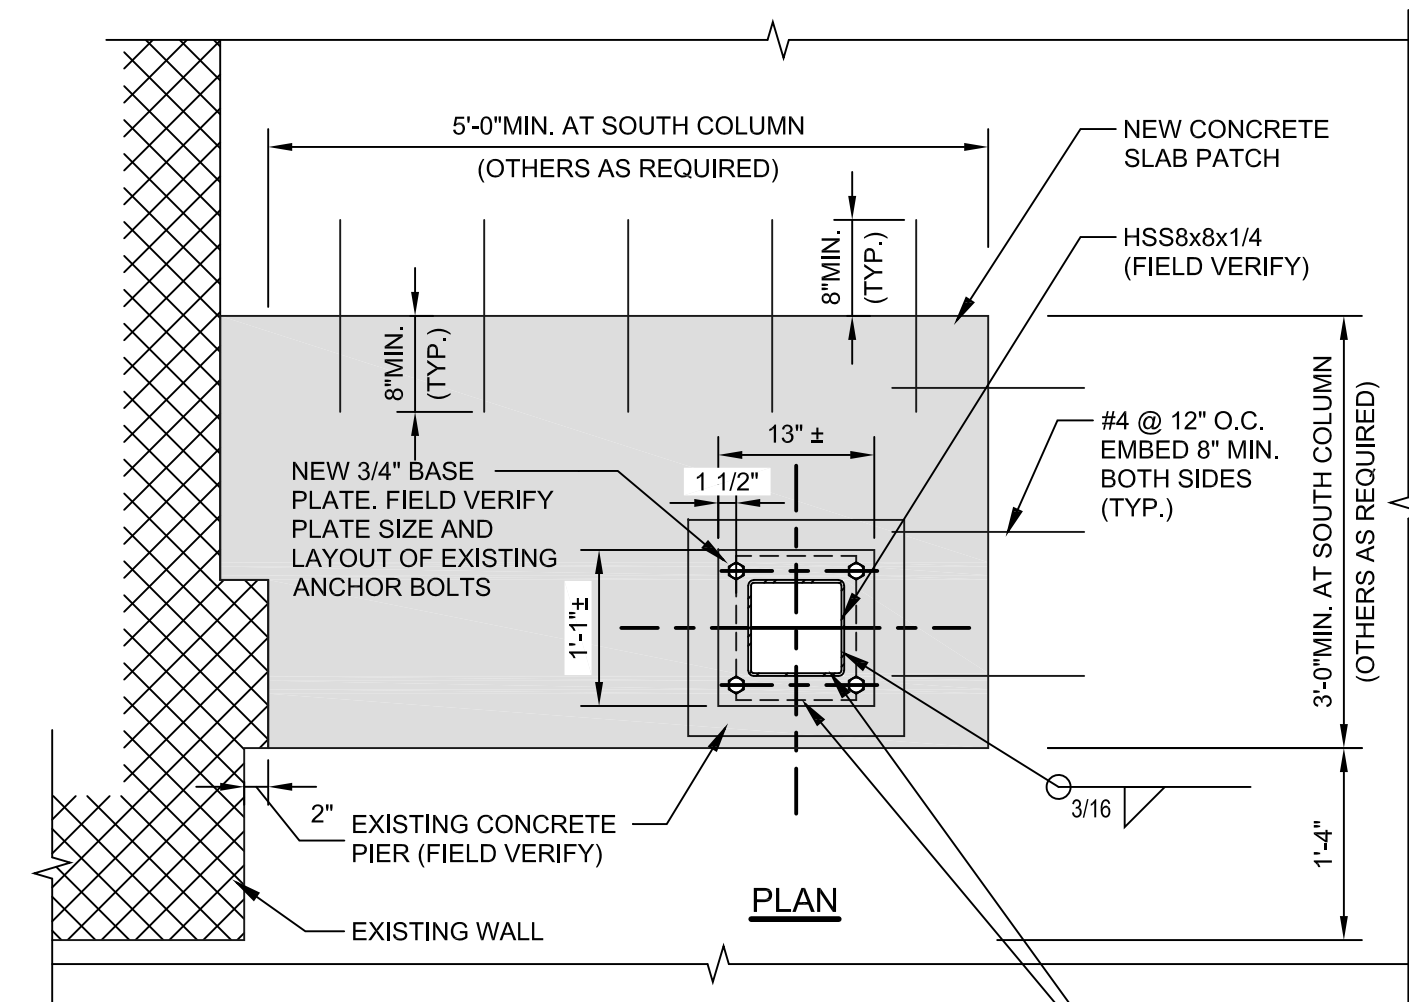 5'-0"MIN. AT SOUTH COLUMN
(OTHERS AS REQUIRED)
NEW CONCRETE
SLAB PATCH
HSS8x8x1/4
(FIELD VERIFY)
8"MIN.
(TYP.)
8"MIN.
(TYP.)
13" ±
1 1/2"
#4 @ 12" O.C.
EMBED 8" MIN.
BOTH SIDES
(TYP.)
3'-0"MIN. AT SOUTH COLUMN
(OTHERS AS REQUIRED)
NEW 3/4" BASE
PLATE. FIELD VERIFY
PLATE SIZE AND
LAYOUT OF EXISTING
ANCHOR BOLTS
1'-1"±
2"
EXISTING CONCRETE
PIER (FIELD VERIFY)
3/16
1'-4"
PLAN
EXISTING WALL